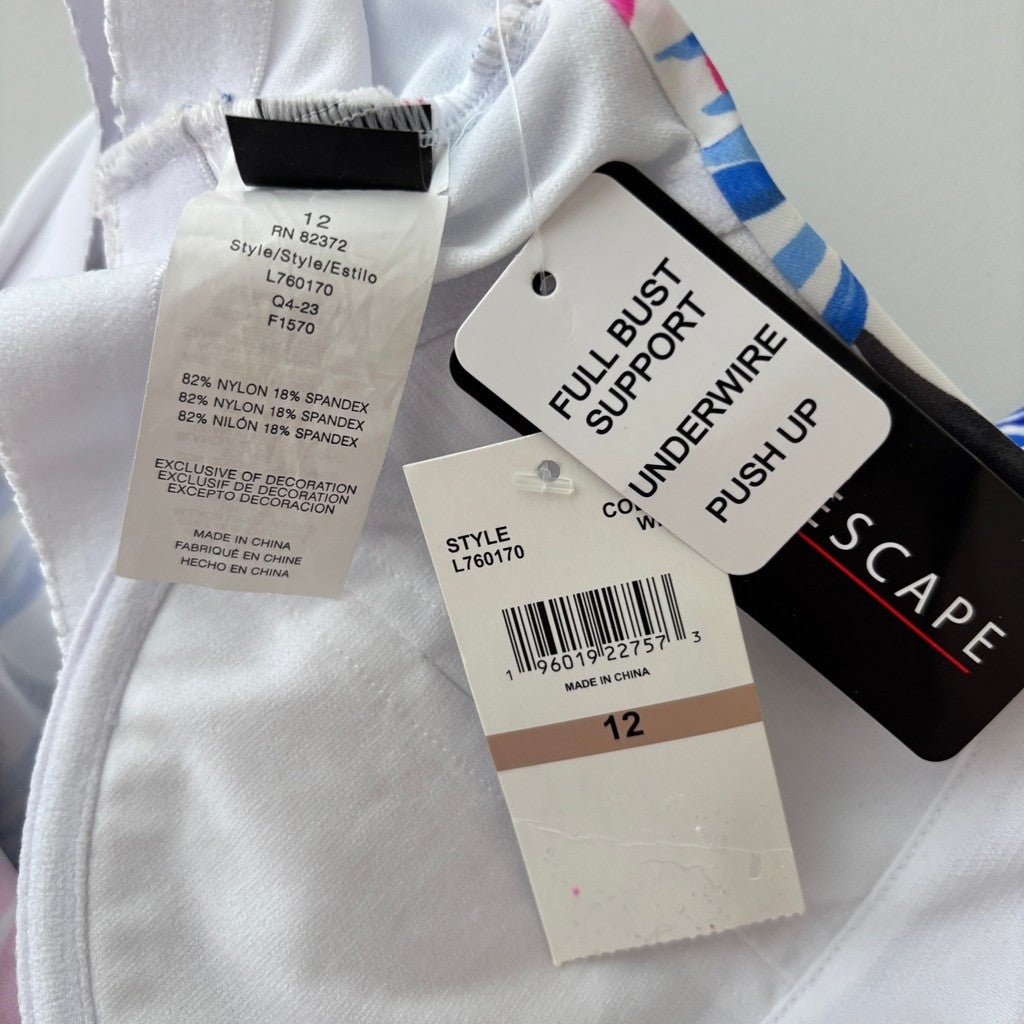 12
RN 82372
Style/Style/Estilo
L760170
Q4-23
F1570
82% NYLON 18% SPANDEX
82% NYLON 18% SPANDEX
82% NILÓN 18% SPANDEX
EXCLUSIVE OF DECORATION
EXCLUSIF DE DECORATION
EXCEPTO DECORACION
MADE IN CHINA
FABRIQUÉ EN CHINE
HECHO EN CHINA
FULL BUST
SUPPORT
UNDERWIRE
PUSH UP
ESCAPE
STYLE
L760170
1 96019 22757 3
MADE IN CHINA
12